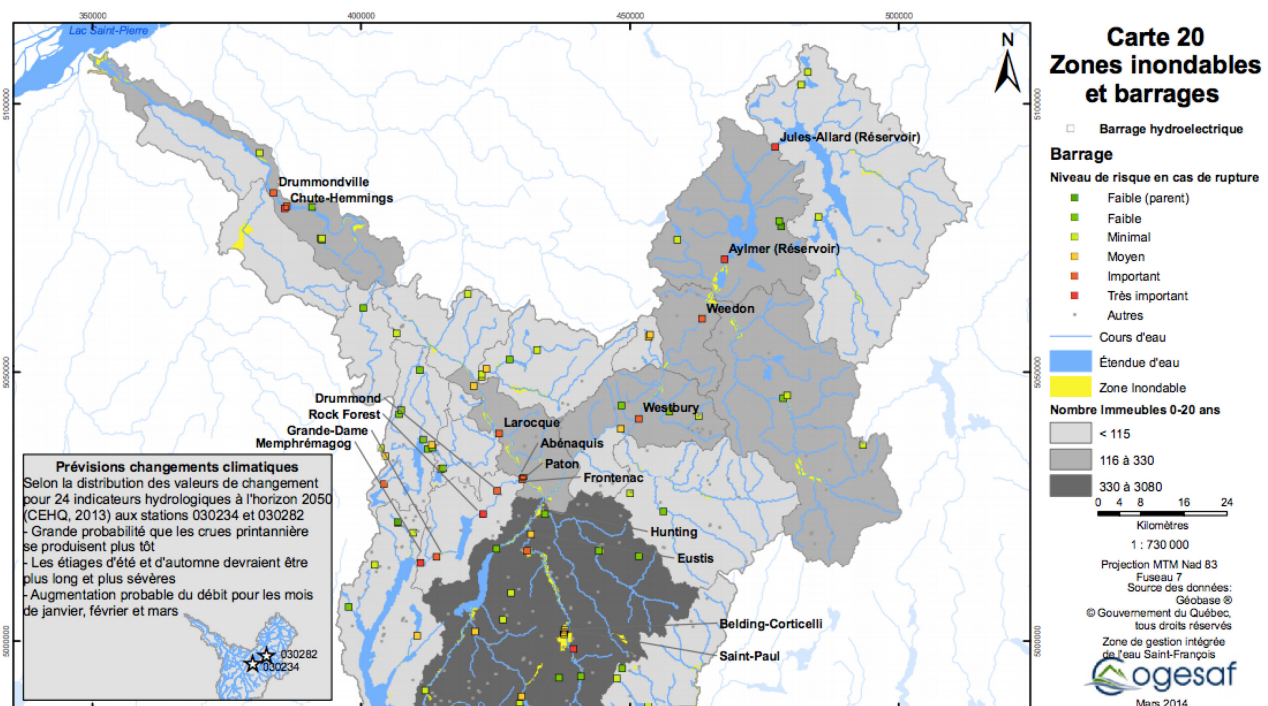 350000
400000
450000
500000
Lac Saint-Pierre
N
5100000
5100000
5050000
5050000
5000000
5000000
Jules-Allard (Réservoir)
Drummondville
Chute-Hemmings
Aylmer (Réservoir)
Weedon
Drummond
Rock Forest
Grande-Dame
Memphrémagog
Larocque
Westbury
Abénaquis
Paton
Frontenac
Hunting
Eustis
Belding-Corticelli
Saint-Paul
Prévisions changements climatiques
Selon la distribution des valeurs de changement
pour 24 indicateurs hydrologiques à l'horizon 2050
(CEHQ, 2013) aux stations 030234 et 030282
- Grande probabilité que les crues printannière
se produisent plus tôt
- Les étiages d'été et d'automne devraient être
plus long et plus sévères
- Augmentation probable du débit pour les mois
de janvier, février et mars
030282
030234
Carte 20
Zones inondables
et barrages
Barrage hydroelectrique
Barrage
Niveau de risque en cas de rupture
Faible (parent)
Faible
Minimal
Moyen
Important
Très important
Autres
Cours d'eau
Étendue d'eau
Zone Inondable
Nombre Immeubles 0-20 ans
< 115
116 à 330
330 à 3080
0 4 8 16 24
Kilomètres
1 : 730 000
Projection MTM Nad 83
Fuseau 7
Source des données:
Géobase ®
© Gouvernement du Québec,
tous droits réservés
Zone de gestion intégrée
de l'eau Saint-François
Cogesaf
Mars 2014